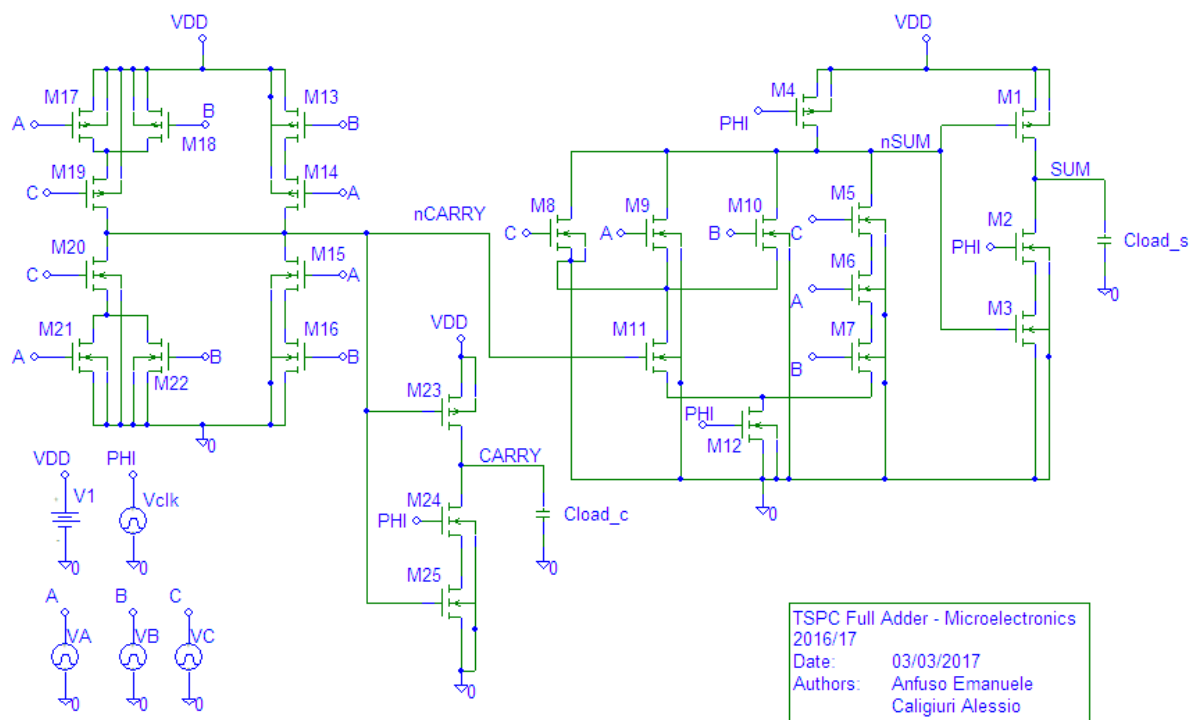 VDD
VDD
M17
M13
M4
M1
A
B
B
PHI
M18
nSUM
M19
M14
SUM
C
A
M8
M9
M10
M5
nCARRY
C
A
B
C
M2
M20
M15
PHI
Cload_s
C
A
M6
A
0
M21
M16
VDD
M11
M7
M3
A
B
B
B
M22
M23
PHI
M12
0
VDD
PHI
CARRY
V1
Vclk
M24
PHI
Cload_c
0
0
0
M25
0
A
B
C
VA
VB
VC
TSPC Full Adder - Microelectronics
2016/17
Date: 03/03/2017
Authors: Anfuso Emanuele
Caligiuri Alessio
0
0
0
0